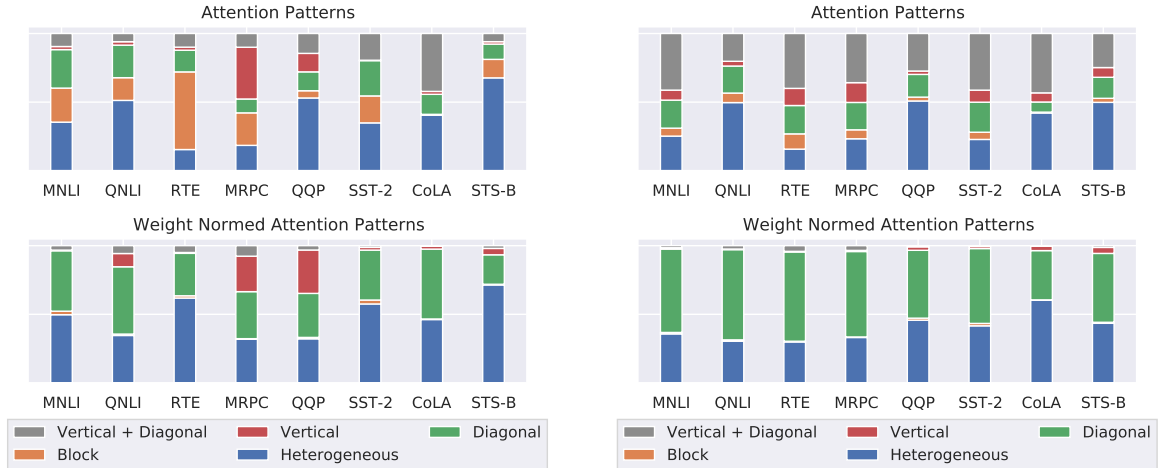 Attention Patterns
MNLI QNLI RTE MRPC QQP SST-2 CoLA STS-B
Weight Normed Attention Patterns
MNLI QNLI RTE MRPC QQP SST-2 CoLA STS-B
Vertical + Diagonal Vertical Diagonal
Block Heterogeneous
Attention Patterns
MNLI QNLI RTE MRPC QQP SST-2 CoLA STS-B
Weight Normed Attention Patterns
MNLI QNLI RTE MRPC QQP SST-2 CoLA STS-B
Vertical + Diagonal Vertical Diagonal
Block Heterogeneous